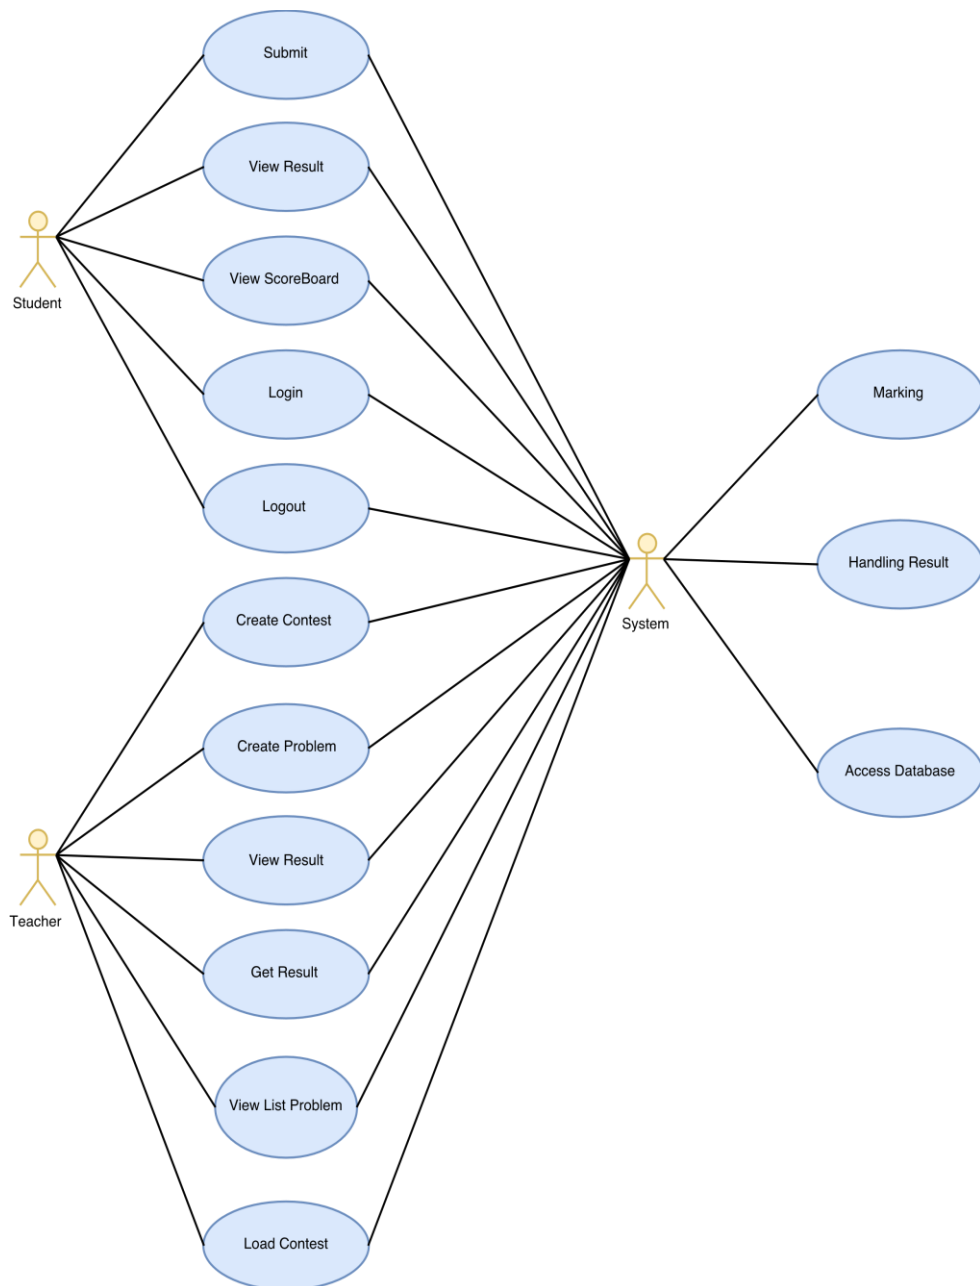 Submit
View Result
View ScoreBoard
Student
Login
Marking
Logout
System
Handling Result
Create Contest
Create Problem
Access Database
Teacher
View Result
Get Result
View List Problem
Load Contest